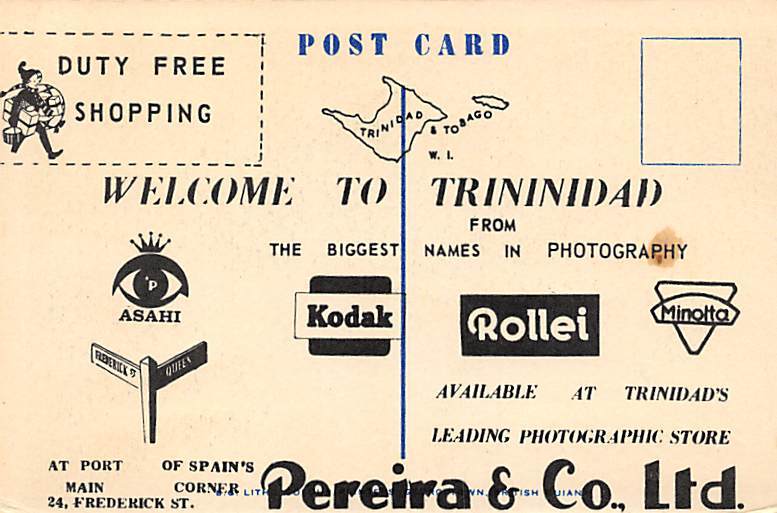 POST CARD
DUTY FREE
SHOPPING
TRINIDAD & TOBAGO
W. I.
WELCOME TO TRININIDAD
FROM
THE BIGGEST NAMES IN PHOTOGRAPHY
P
ASAHI
Kodak
Rollei
Minolta
FREDERICK ST
QUEEN
AVAILABLE AT TRINIDAD'S
LEADING PHOTOGRAPHIC STORE
AT PORT OF SPAIN'S
MAIN CORNER
24, FREDERICK ST.
Pereira & Co., Ltd.